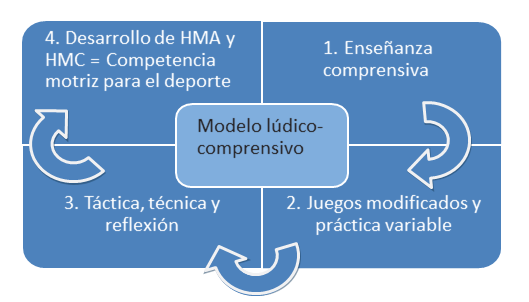 4. Desarrollo de HMA y
HMC = Competencia
motriz para el deporte
1. Enseñanza
comprensiva
Modelo lúdico-
comprensivo
3. Táctica, técnica y
reflexión
2. Juegos modificados y
práctica variable